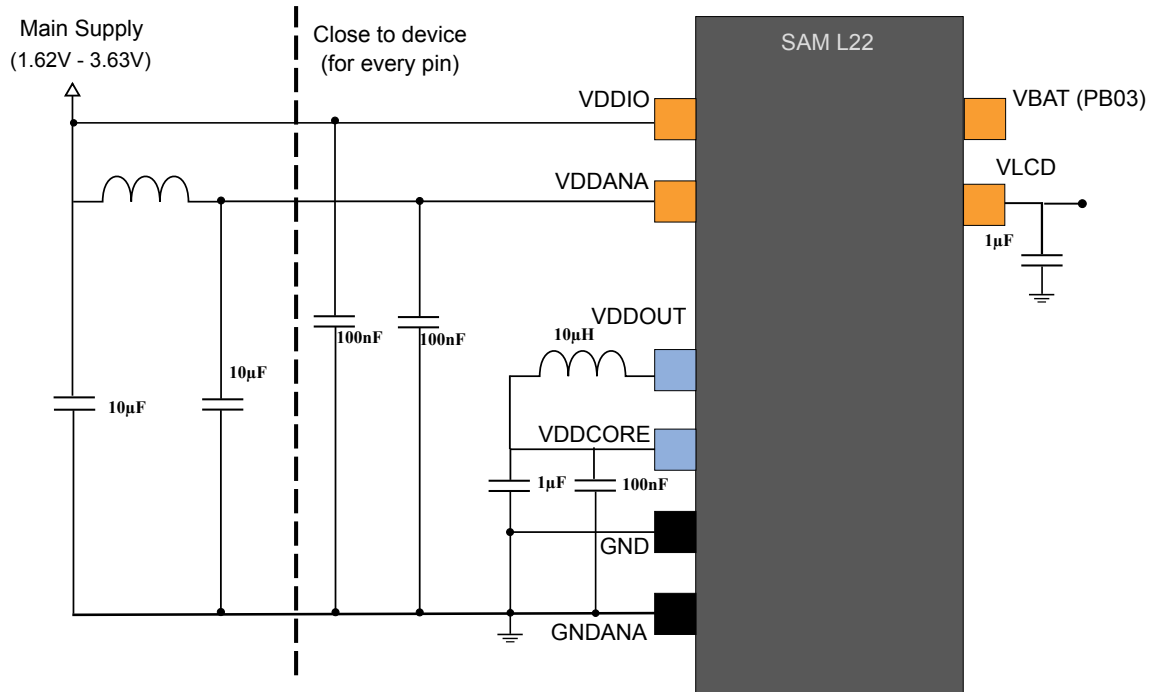 Main Supply
(1.62V - 3.63V)
Close to device
(for every pin)
SAM L22
VDDIO
VBAT (PB03)
VDDANA
VLCD
1µF
VDDOUT
10µH
100nF
100nF
10µF
10µF
VDDCORE
1µF
100nF
GND
GNDANA